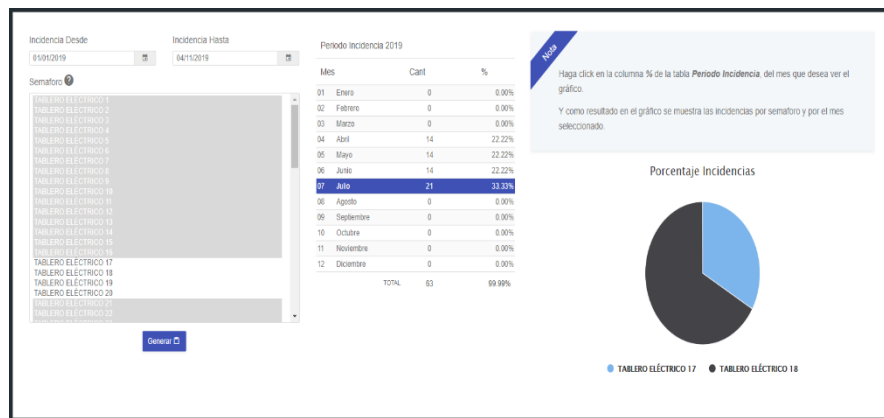 Incidencia Desde
Incidencia Hasta
01/01/2019
04/11/2019
Semaforo
TABLERO ELÉCTRICO 1
TABLERO ELÉCTRICO 2
TABLERO ELÉCTRICO 3
TABLERO ELÉCTRICO 4
TABLERO ELÉCTRICO 5
TABLERO ELÉCTRICO 6
TABLERO ELÉCTRICO 7
TABLERO ELÉCTRICO 8
TABLERO ELÉCTRICO 9
TABLERO ELÉCTRICO 10
TABLERO ELÉCTRICO 11
TABLERO ELÉCTRICO 12
TABLERO ELÉCTRICO 13
TABLERO ELÉCTRICO 14
TABLERO ELÉCTRICO 15
TABLERO ELÉCTRICO 16
TABLERO ELÉCTRICO 17
TABLERO ELÉCTRICO 18
TABLERO ELÉCTRICO 19
TABLERO ELÉCTRICO 20
TABLERO ELÉCTRICO 21
TABLERO ELÉCTRICO 22
Generar
Periodo Incidencia 2019
Mes Cant %
01 Enero 0 0.00%
02 Febrero 0 0.00%
03 Marzo 0 0.00%
04 Abril 14 22.22%
05 Mayo 14 22.22%
06 Junio 14 22.22%
07 Julio 21 33.33%
08 Agosto 0 0.00%
09 Septiembre 0 0.00%
10 Octubre 0 0.00%
11 Noviembre 0 0.00%
12 Diciembre 0 0.00%
TOTAL 63 99.99%
Nota
Haga click en la columna % de la tabla Periodo Incidencia, del mes que desea ver el
gráfico.
Y como resultado en el gráfico se muestra las incidencias por semaforo y por el mes
seleccionado.
Porcentaje Incidencias
TABLERO ELÉCTRICO 17 TABLERO ELÉCTRICO 18